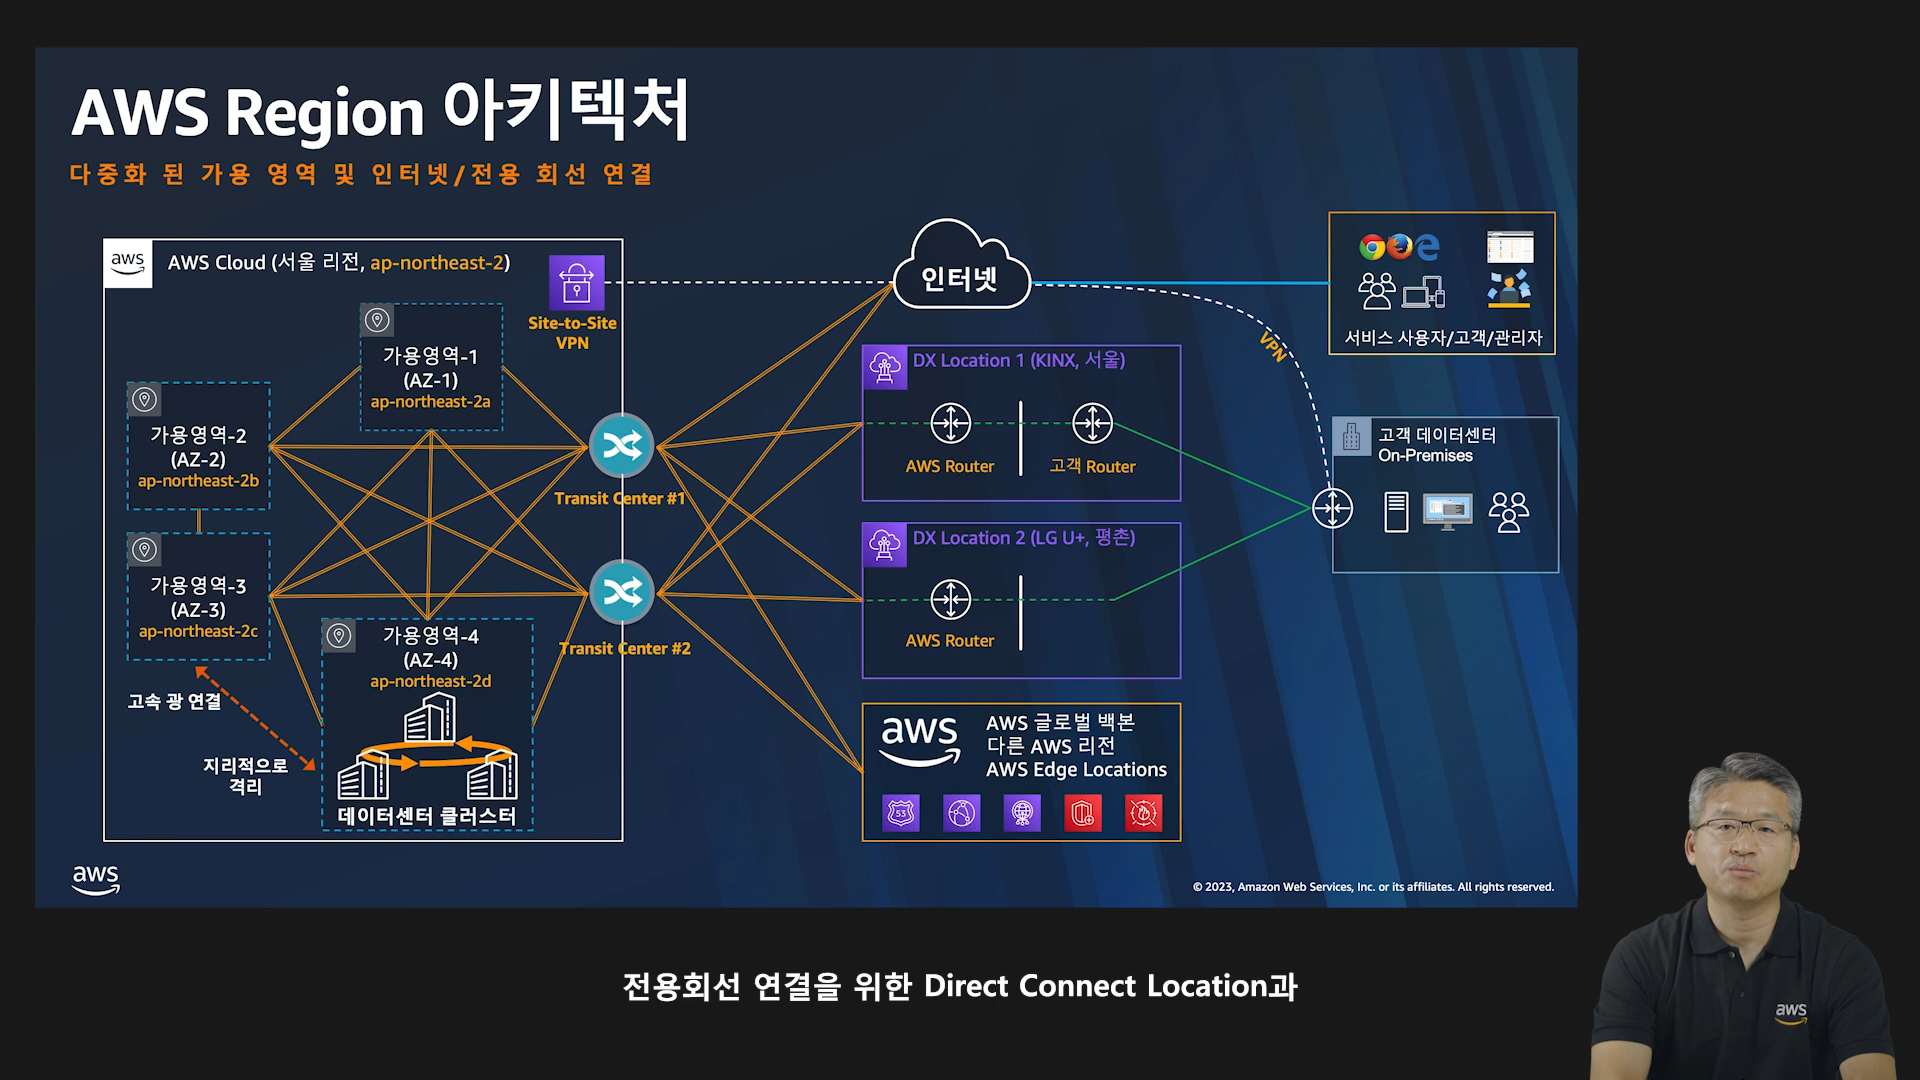 AWS Region 아키텍처
다중화 된 가용 영역 및 인터넷/전용 회선 연결
aws
AWS Cloud (서울 리전, ap-northeast-2)
Site-to-Site
VPN
가용영역-1
(AZ-1)
ap-northeast-2a
가용영역-2
(AZ-2)
ap-northeast-2b
가용영역-3
(AZ-3)
ap-northeast-2c
가용영역-4
(AZ-4)
ap-northeast-2d
데이터센터 클러스터
고속 광 연결
지리적으로
격리
Transit Center #1
Transit Center #2
인터넷
VPN
DX Location 1 (KINX, 서울)
AWS Router
고객 Router
DX Location 2 (LG U+, 평촌)
AWS Router
aws
AWS 글로벌 백본
다른 AWS 리전
AWS Edge Locations
53
서비스 사용자/고객/관리자
고객 데이터센터
On-Premises
aws
© 2023, Amazon Web Services, Inc. or its affiliates. All rights reserved.
aws
전용회선 연결을 위한 Direct Connect Location과